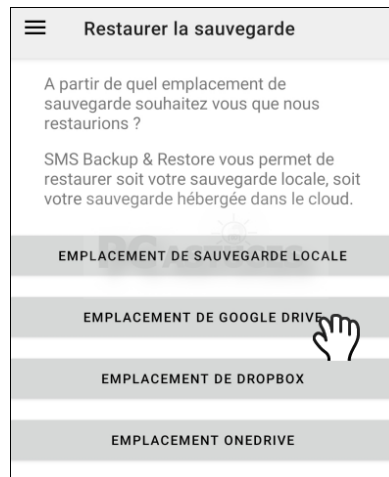 Restaurer la sauvegarde
A partir de quel emplacement de
sauvegarde souhaitez vous que nous
restaurions ?
SMS Backup & Restore vous permet de
restaurer soit votre sauvegarde locale, soit
votre sauvegarde hébergée dans le cloud.
EMPLACEMENT DE SAUVEGARDE LOCALE
PC ASTUCES
EMPLACEMENT DE GOOGLE DRIVE
EMPLACEMENT DE DROPBOX
EMPLACEMENT ONEDRIVE